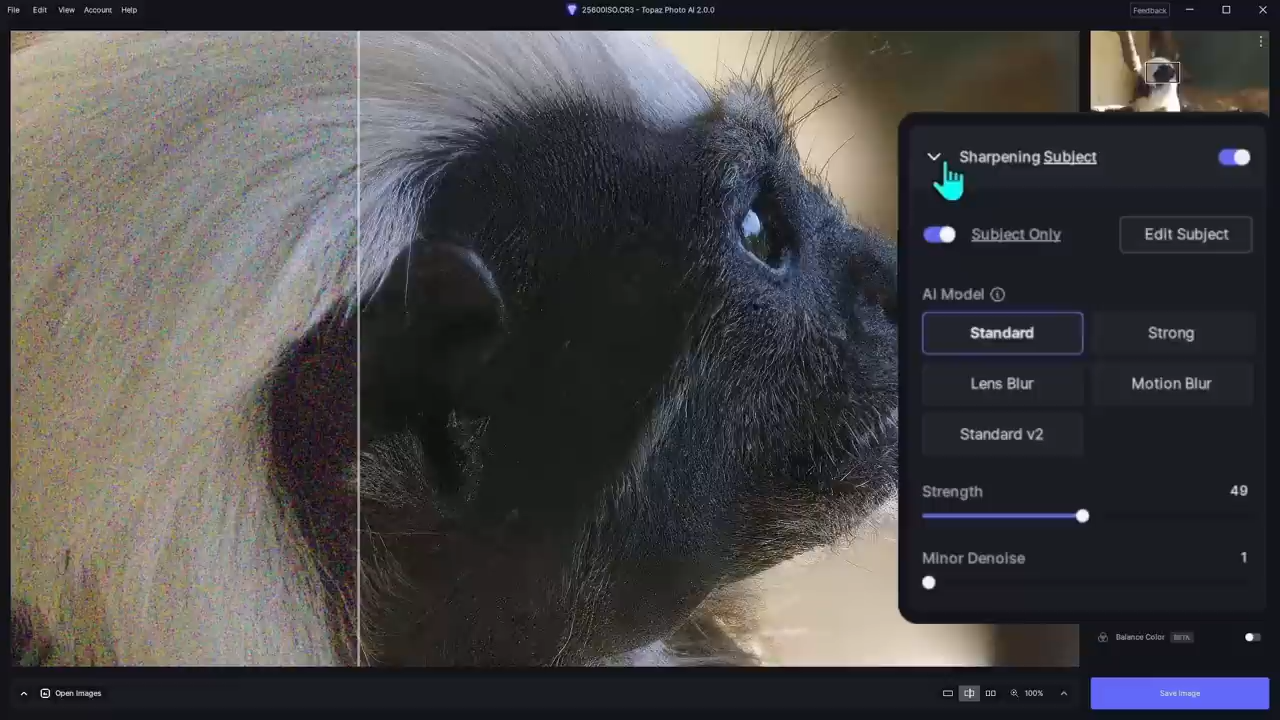 File Edit View Account Help
25600ISO.CR3 - Topaz Photo AI 2.0.0
Feedback
Sharpening Subject
Subject Only
Edit Subject
AI Model
Standard
Strong
Lens Blur
Motion Blur
Standard v2
Strength
49
Minor Denoise
1
Balance Color BETA
Open Images
100%
Save Image